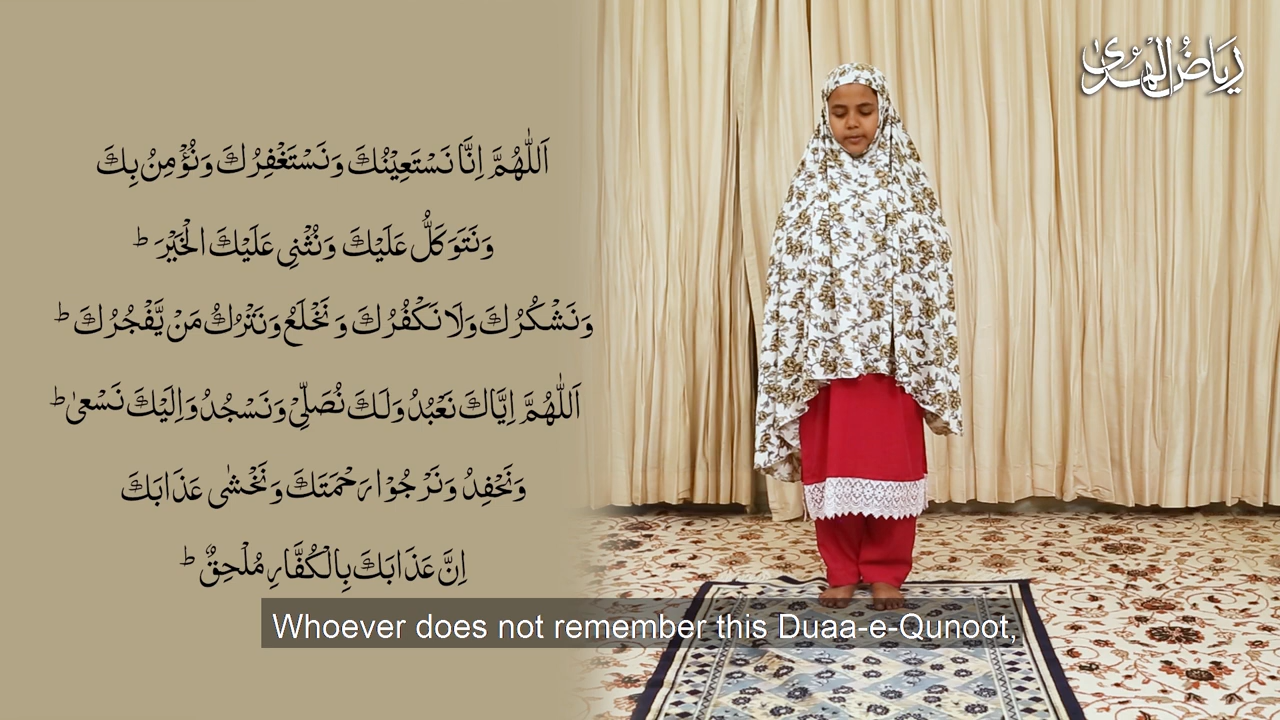 اَللّٰهُمَّ اِنَّا نَسْتَعِيْنُكَ وَنَسْتَغْفِرُكَ وَنُؤْمِنُ بِكَ
وَنَتَوَكَّلُ عَلَيْكَ وَنُثْنِی عَلَيْكَ الْخَيْرَ ؕ
وَنَشْكُرُكَ وَلَا نَكْفُرُكَ وَنَخْلَعُ وَنَتْرُكُ مَنْ يَّفْجُرُكَ ؕ
اَللّٰهُمَّ اِيَّاكَ نَعْبُدُ وَلَكَ نُصَلِّیْ وَنَسْجُدُ وَاِلَيْكَ نَسْعٰی ؕ
وَنَحْفِدُ وَنَرْجُوْا رَحْمَتَكَ وَنَخْشٰی عَذَابَكَ
اِنَّ عَذَابَكَ بِالْكُفَّارِ مُلْحِقٌ ؕ
رِيَاضُ الْهُدٰی
Whoever does not remember this Duaa-e-Qunoot,